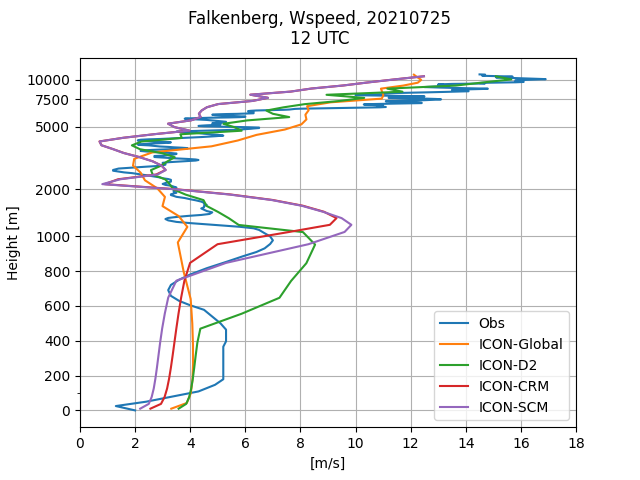 Falkenberg, Wspeed, 20210725
12 UTC
10000
7500
5000
2000
1000
800
600
400
200
0
Height [m]
Obs
ICON-Global
ICON-D2
ICON-CRM
ICON-SCM
0 2 4 6 8 10 12 14 16 18
[m/s]